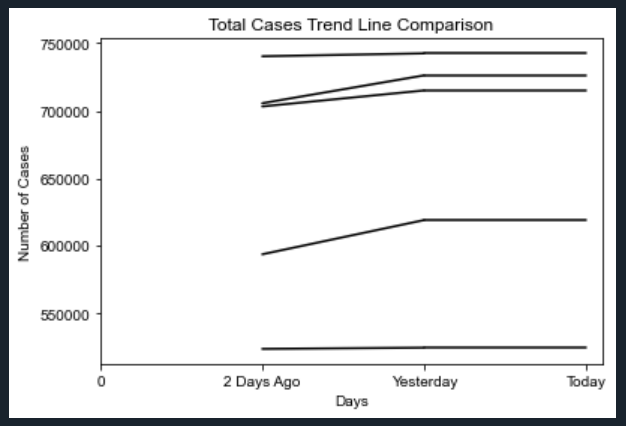 Total Cases Trend Line Comparison
750000
700000
650000
600000
550000
Number of Cases
0 2 Days Ago Yesterday Today
Days